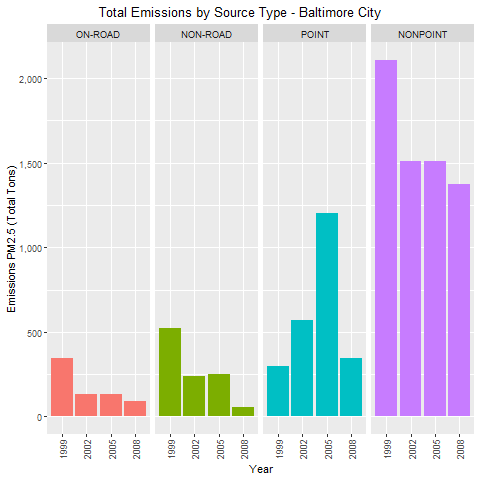 Total Emissions by Source Type - Baltimore City
ON-ROAD NON-ROAD POINT NONPOINT
Emissions PM2.5 (Total Tons)
2,000
1,500
1,000
500
0
1999 2002 2005 2008 1999 2002 2005 2008 1999 2002 2005 2008 1999 2002 2005 2008
Year